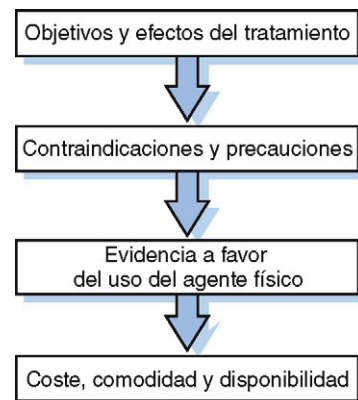 Objetivos y efectos del tratamiento
Contraindicaciones y precauciones
Evidencia a favor
del uso del agente físico
Coste, comodidad y disponibilidad